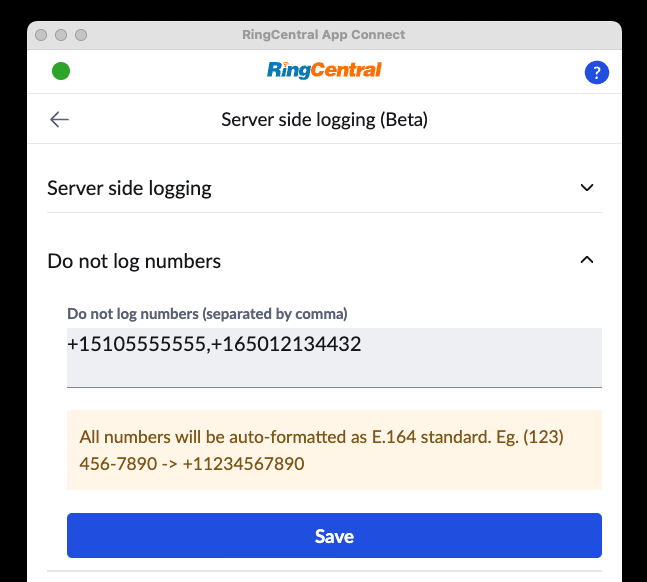 RingCentral App Connect
RingCentral
?
Server side logging (Beta)
Server side logging
Do not log numbers
Do not log numbers (separated by comma)
+15105555555,+165012134432
All numbers will be auto-formatted as E.164 standard. Eg. (123)
456-7890 -> +11234567890
Save